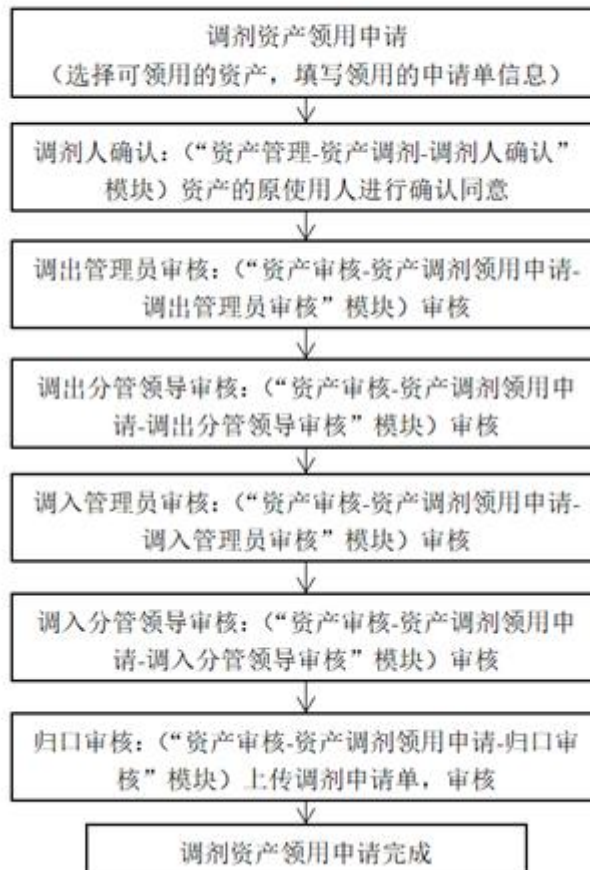 调剂资产领用申请
（选择可领用的资产，填写领用的申请单信息）
调剂人确认：（“资产管理-资产调剂-调剂人确认”
模块）资产的原使用人进行确认同意
调出管理员审核：（“资产审核-资产调剂领用申请-
调出管理员审核”模块）审核
调出分管领导审核：（“资产审核-资产调剂领用申
请-调出分管领导审核”模块）审核
调入管理员审核：（“资产审核-资产调剂领用申请-
调入管理员审核”模块）审核
调入分管领导审核：（“资产审核-资产调剂领用申
请-调入分管领导审核”模块）审核
归口审核：（“资产审核-资产调剂领用申请-归口审
核”模块）上传调剂申请单，审核
调剂资产领用申请完成